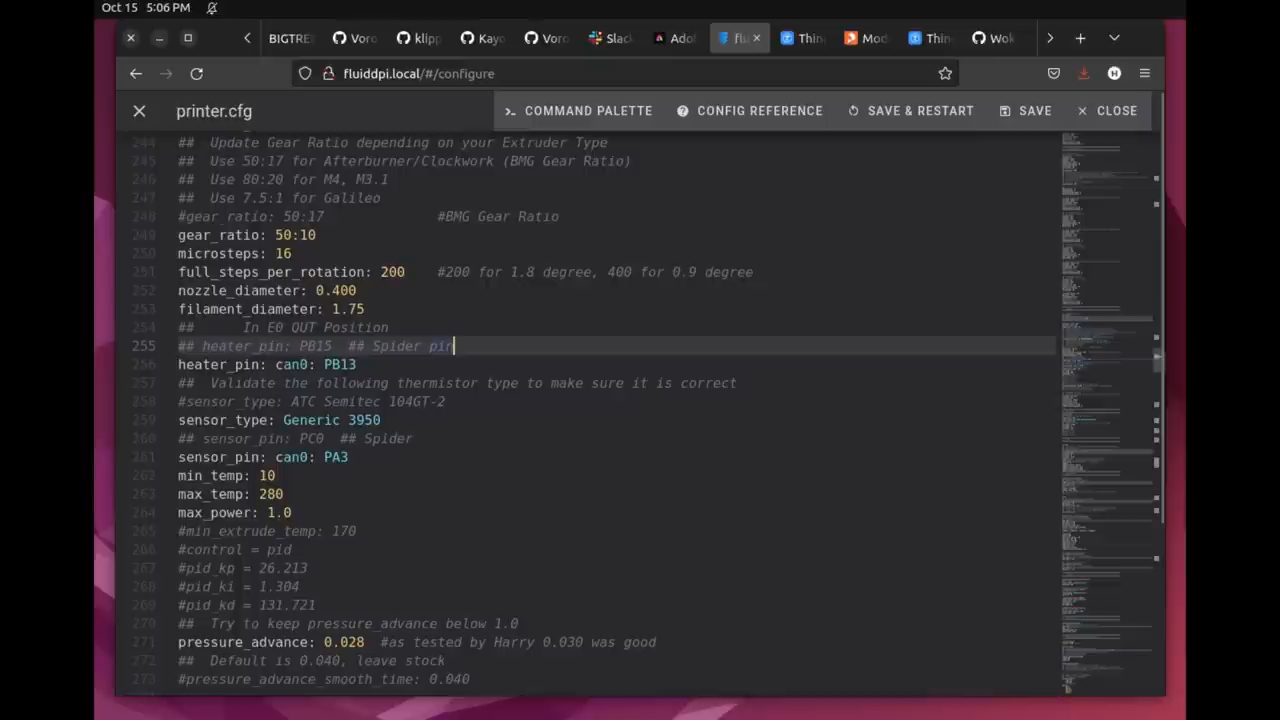 Oct 15 5:06 PM
BIGTRE Voro klipp Kayo Voro Slack Adof flu Thin Mod Thin Wok
fluiddpi.local/#/configure
printer.cfg COMMAND PALETTE CONFIG REFERENCE SAVE & RESTART SAVE CLOSE
244 ## Update Gear Ratio depending on your Extruder Type
245 ## Use 50:17 for Afterburner/Clockwork (BMG Gear Ratio)
246 ## Use 80:20 for M4, M3.1
247 ## Use 7.5:1 for Galileo
248 #gear_ratio: 50:17 #BMG Gear Ratio
249 gear_ratio: 50:10
250 microsteps: 16
251 full_steps_per_rotation: 200 #200 for 1.8 degree, 400 for 0.9 degree
252 nozzle_diameter: 0.400
253 filament_diameter: 1.75
254 ## In E0 OUT Position
255 ## heater_pin: PB15 ## Spider pin
256 heater_pin: can0: PB13
257 ## Validate the following thermistor type to make sure it is correct
258 #sensor_type: ATC Semitec 104GT-2
259 sensor_type: Generic 3950
260 ## sensor_pin: PC0 ## Spider
261 sensor_pin: can0: PA3
262 min_temp: 10
263 max_temp: 280
264 max_power: 1.0
265 #min_extrude_temp: 170
266 #control = pid
267 #pid_kp = 26.213
268 #pid_ki = 1.304
269 #pid_kd = 131.721
270 ## Try to keep pressure_advance below 1.0
271 pressure_advance: 0.028 #as tested by Harry 0.030 was good
272 ## Default is 0.040, leave stock
273 #pressure_advance_smooth_time: 0.040